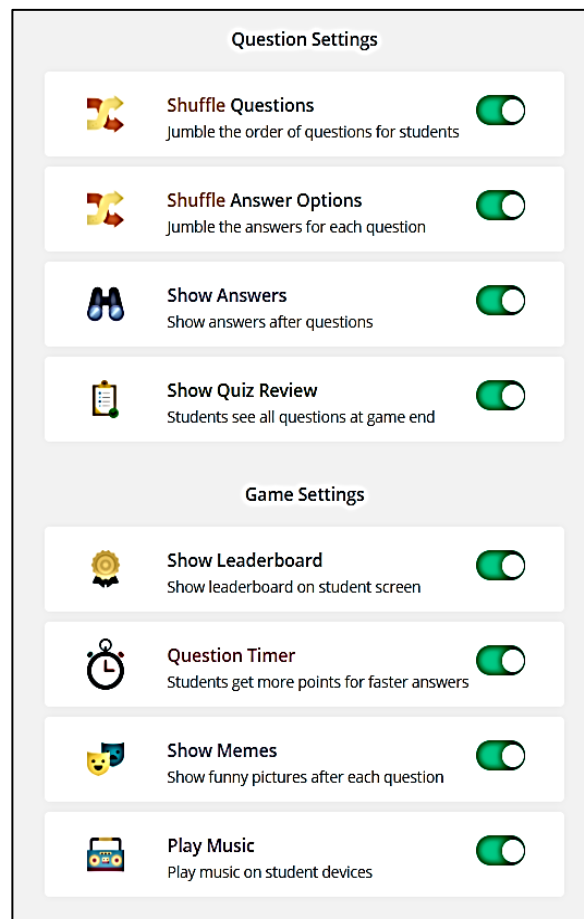 Question Settings
Shuffle Questions
Jumble the order of questions for students
Shuffle Answer Options
Jumble the answers for each question
Show Answers
Show answers after questions
Show Quiz Review
Students see all questions at game end
Game Settings
Show Leaderboard
Show leaderboard on student screen
Question Timer
Students get more points for faster answers
Show Memes
Show funny pictures after each question
Play Music
Play music on student devices